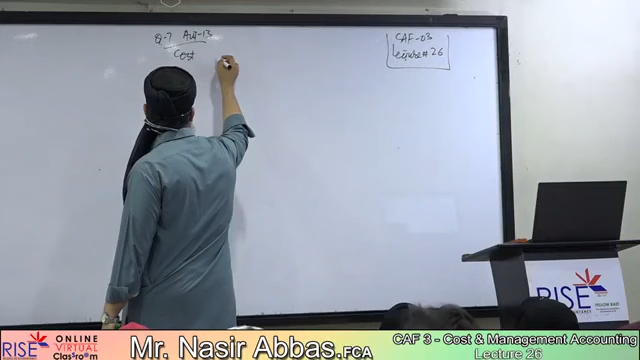 Q-7 Aut-13
Cost
CAF-03
Lecture# 26
RISE
RISE
ONLINE
VIRTUAL
Classroom
Mr. Nasir Abbas.FCA
CAF 3 - Cost & Management Accounting
Lecture 26